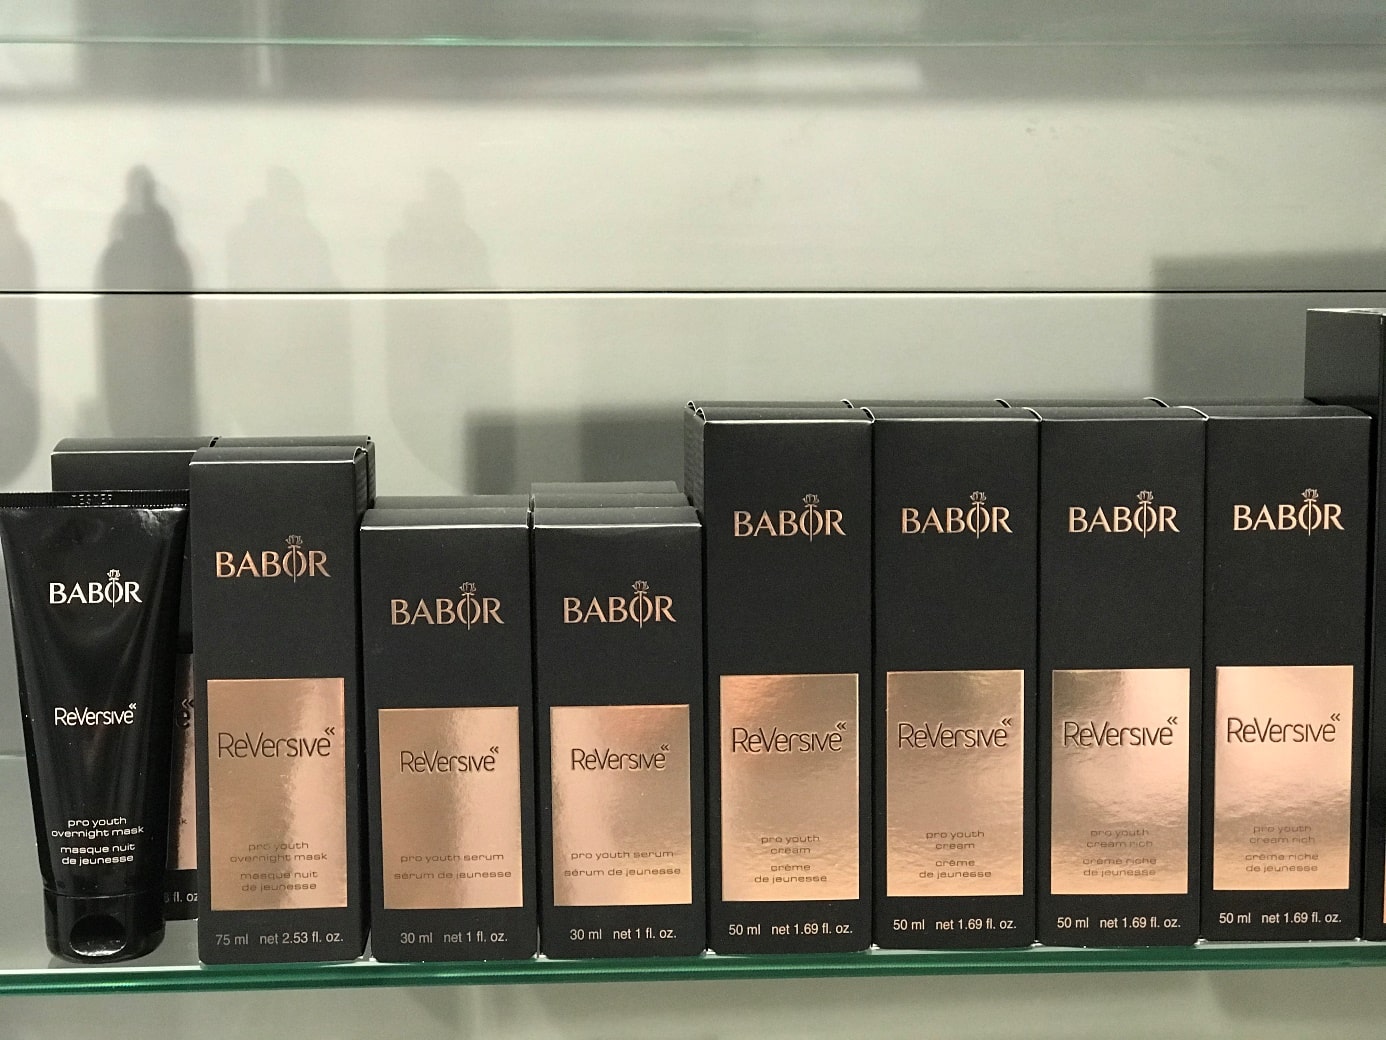 TESTER
BABOR
ReVersive
pro youth
overnight mask
masque nuit
de jeunesse
fl. oz
BABOR
ReVersive
pro youth
overnight mask
masque nuit
de jeunesse
75 ml net 2.53 fl. oz.
BABOR
ReVersive
pro youth serum
sérum de jeunesse
30 ml net 1 fl. oz.
BABOR
ReVersive
pro youth serum
sérum de jeunesse
30 ml net 1 fl. oz.
BABOR
ReVersive
pro youth
cream
crème
de jeunesse
50 ml net 1.69 fl. oz.
BABOR
ReVersive
pro youth
cream
crème
de jeunesse
50 ml net 1.69 fl. oz.
BABOR
ReVersive
pro youth
cream rich
crème riche
de jeunesse
50 ml net 1.69 fl. oz.
BABOR
ReVersive
pro youth
cream rich
crème riche
de jeunesse
50 ml net 1.69 fl. oz.